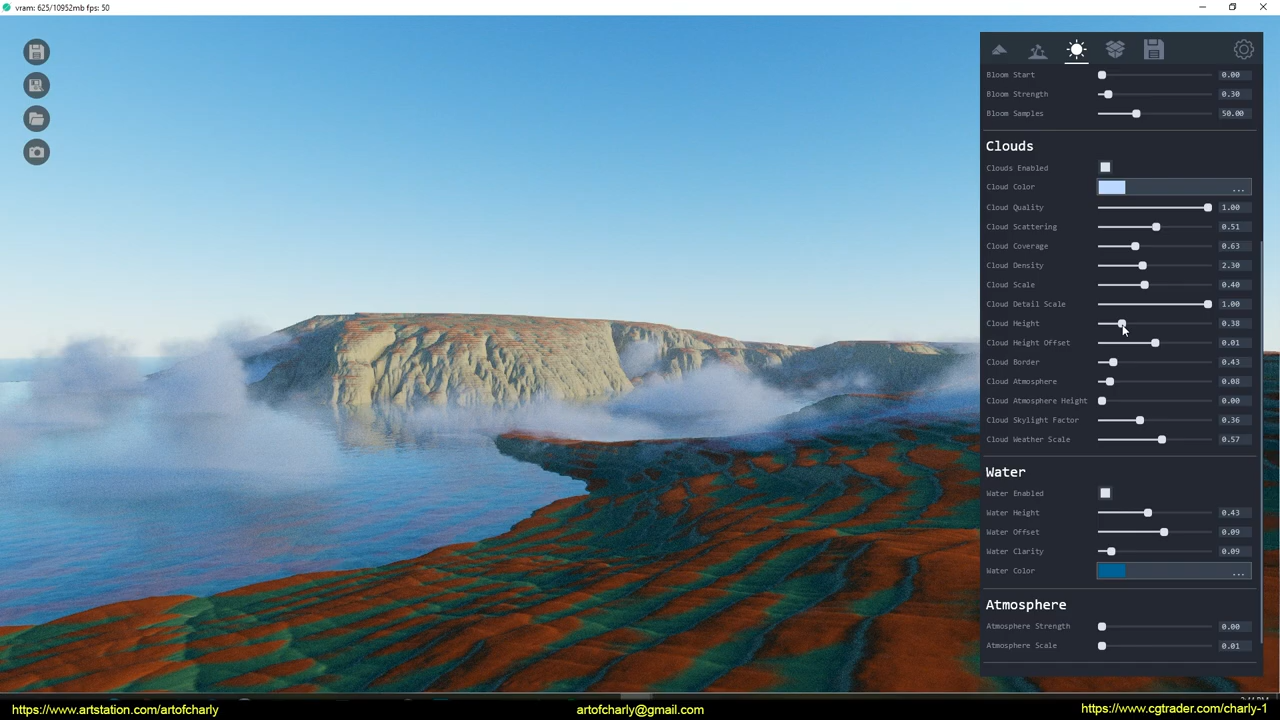 vram: 625/10952mb fps: 50
Bloom Start 0.00
Bloom Strength 0.30
Bloom Samples 50.00
Clouds
Clouds Enabled
Cloud Color ...
Cloud Quality 1.00
Cloud Scattering 0.51
Cloud Coverage 0.63
Cloud Density 2.30
Cloud Scale 0.40
Cloud Detail Scale 1.00
Cloud Height 0.38
Cloud Height Offset 0.01
Cloud Border 0.43
Cloud Atmosphere 0.08
Cloud Atmosphere Height 0.00
Cloud Skylight Factor 0.36
Cloud Weather Scale 0.57
Water
Water Enabled
Water Height 0.43
Water Offset 0.09
Water Clarity 0.09
Water Color ...
Atmosphere
Atmosphere Strength 0.00
Atmosphere Scale 0.01
https://www.artstation.com/artofcharly artofcharly@gmail.com https://www.cgtrader.com/charly-1